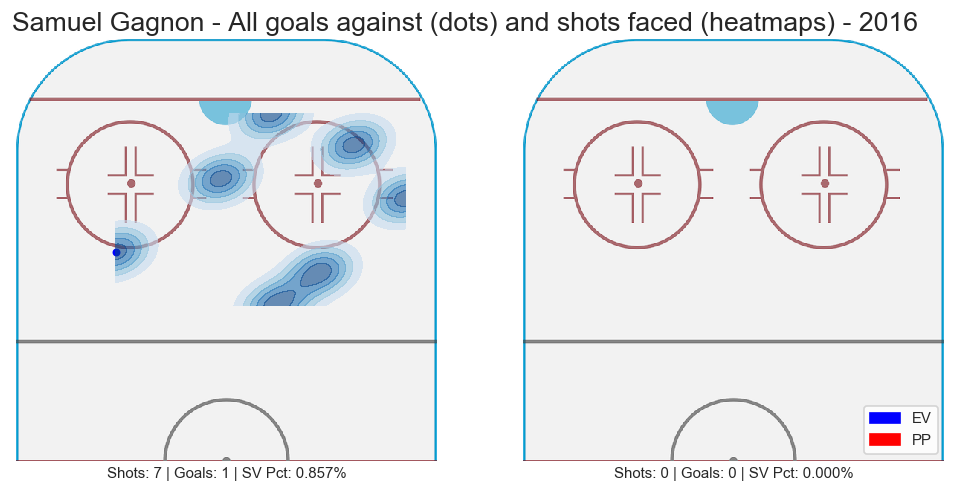 Samuel Gagnon - All goals against (dots) and shots faced (heatmaps) - 2016
EV
PP
Shots: 7 | Goals: 1 | SV Pct: 0.857%
Shots: 0 | Goals: 0 | SV Pct: 0.000%